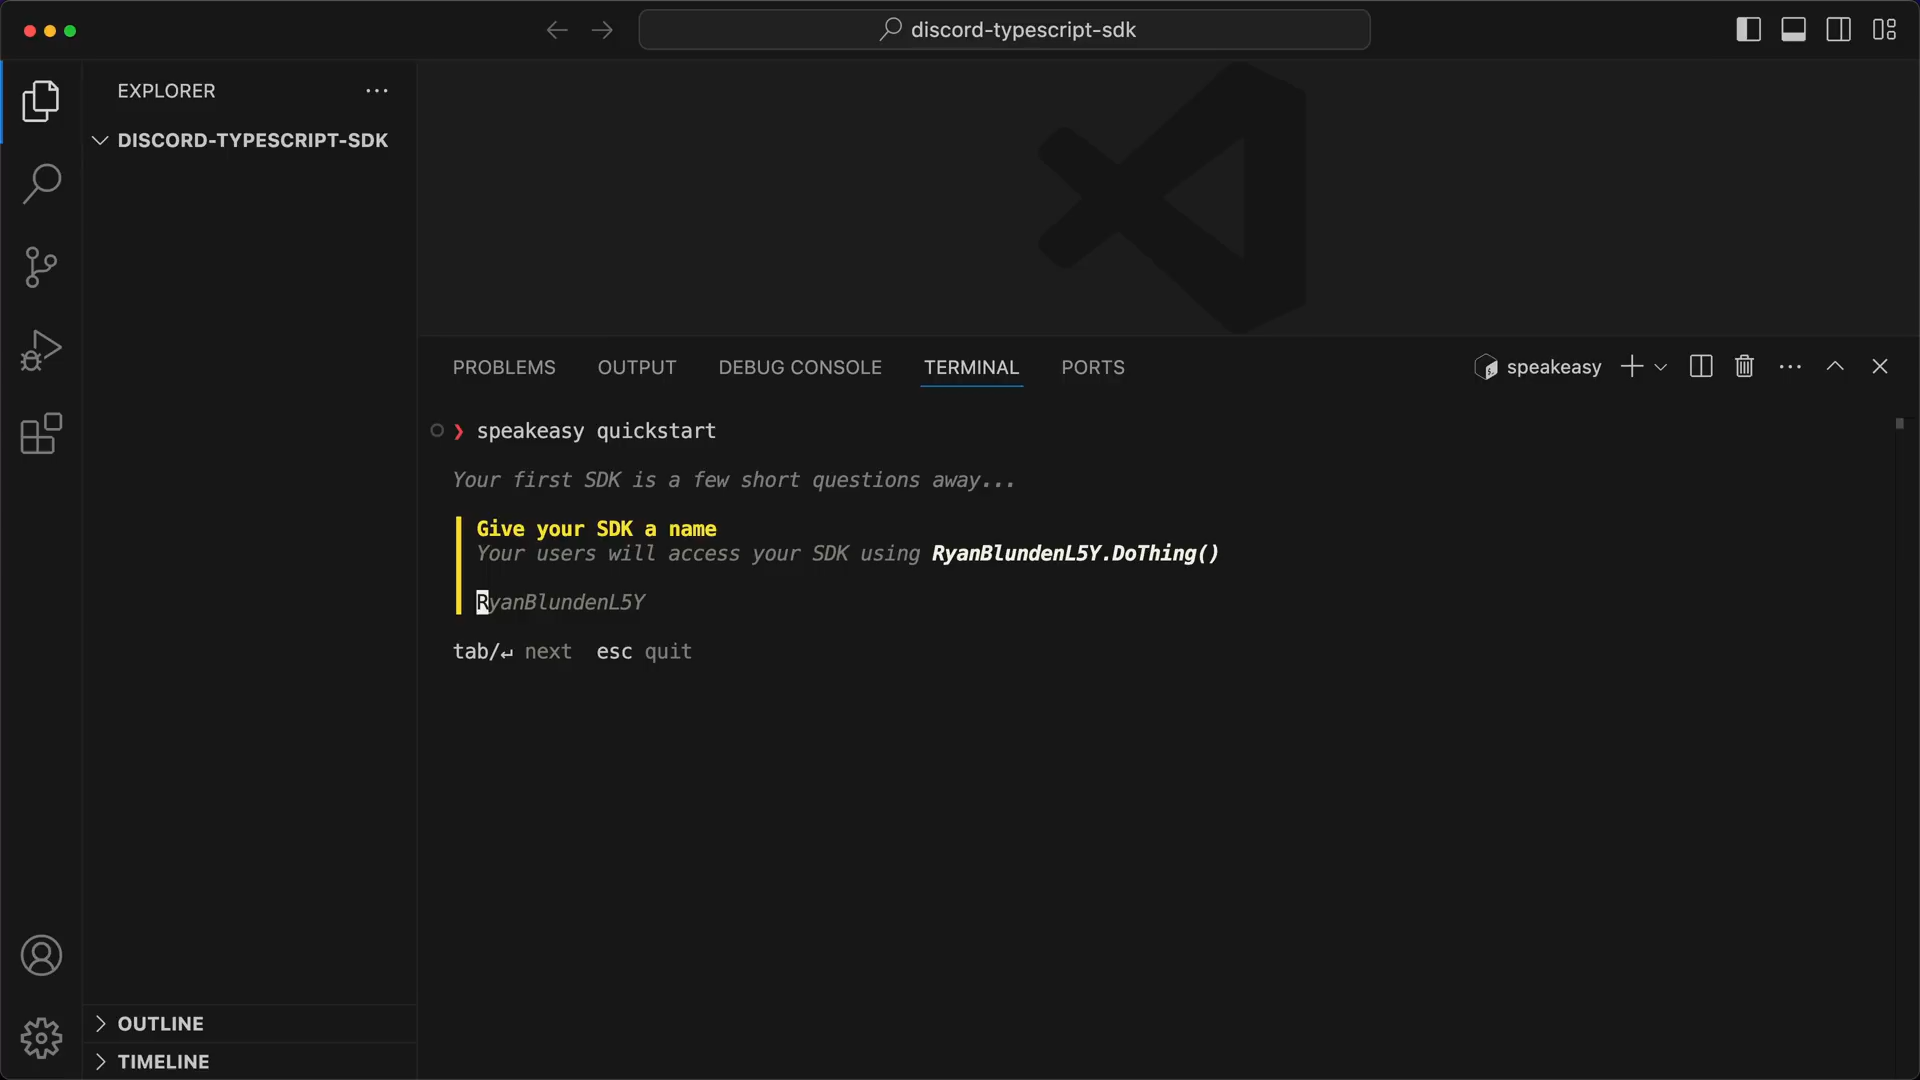 discord-typescript-sdk
EXPLORER
DISCORD-TYPESCRIPT-SDK
PROBLEMS OUTPUT DEBUG CONSOLE TERMINAL PORTS speakeasy
❯ speakeasy quickstart
Your first SDK is a few short questions away...
Give your SDK a name
Your users will access your SDK using RyanBlundenL5Y.DoThing()
RyanBlundenL5Y
tab/↵ next esc quit
OUTLINE
TIMELINE